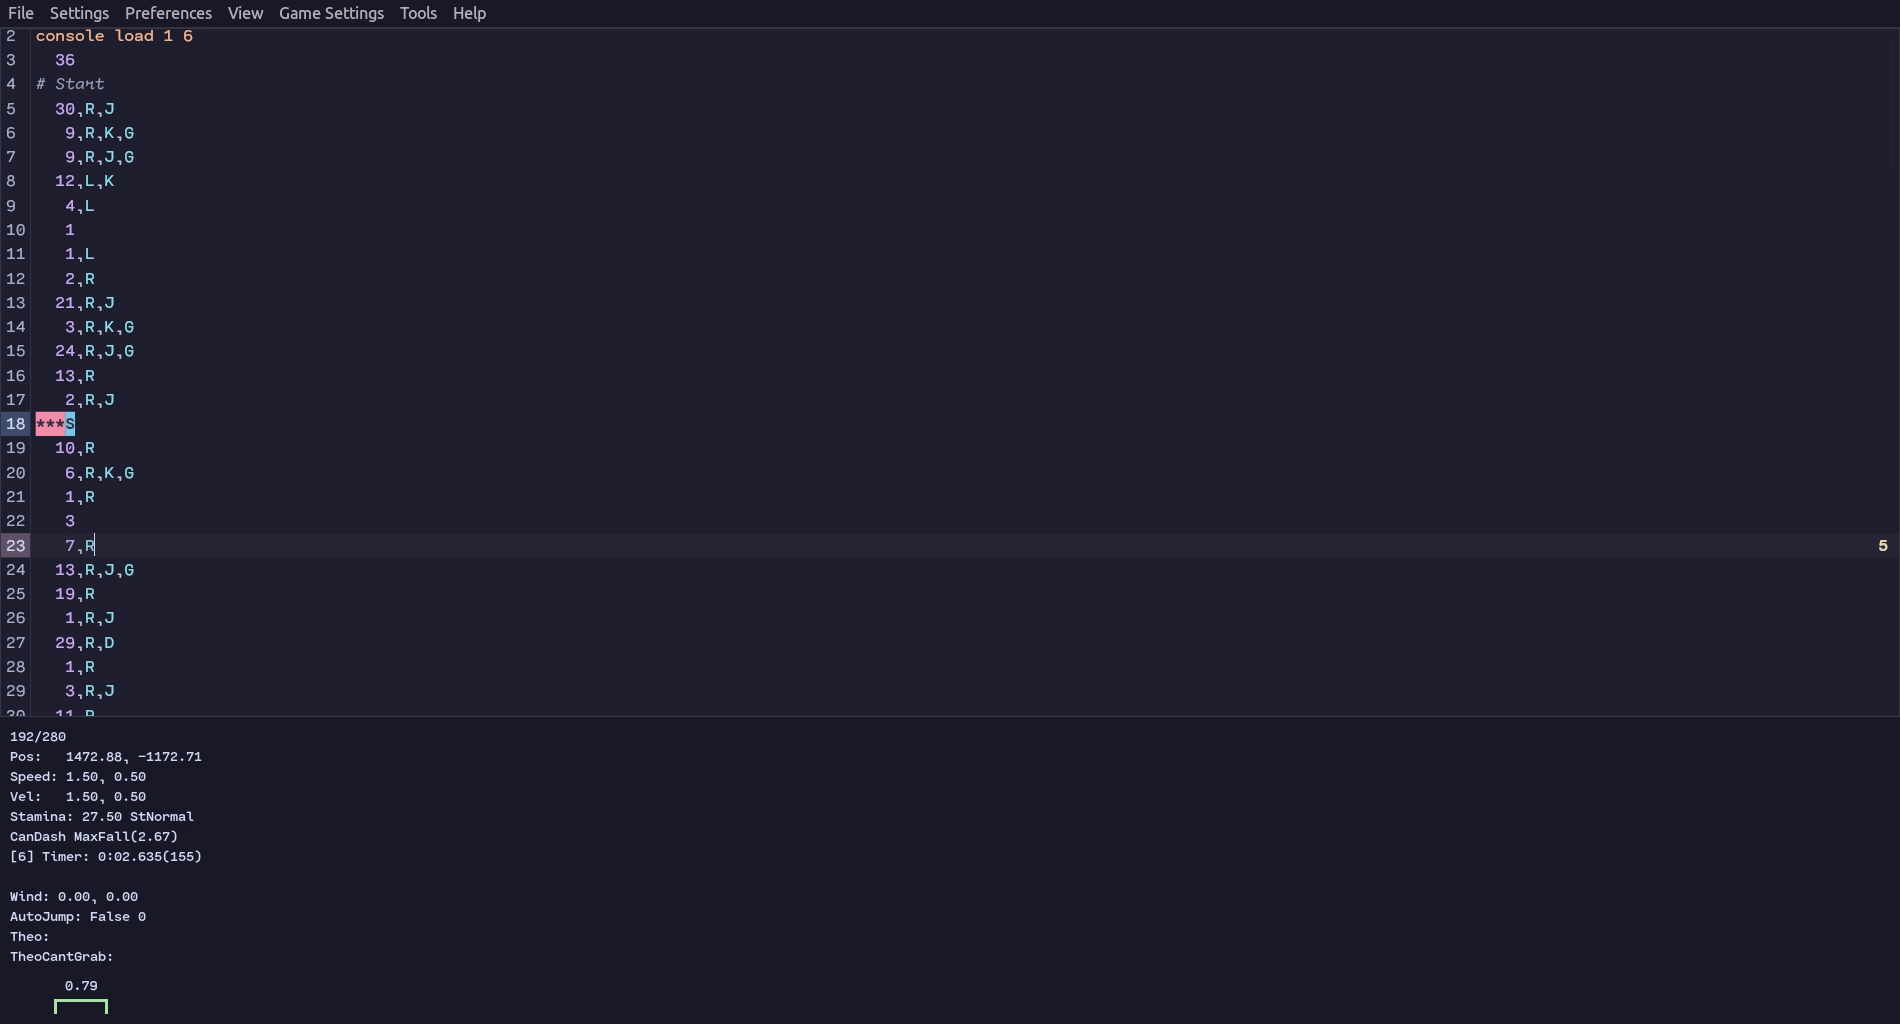 File Settings Preferences View Game Settings Tools Help
2 console load 1 6
3 36
4 # Start
5 30,R,J
6 9,R,K,G
7 9,R,J,G
8 12,L,K
9 4,L
10 1
11 1,L
12 2,R
13 21,R,J
14 3,R,K,G
15 24,R,J,G
16 13,R
17 2,R,J
18 ***S
19 10,R
20 6,R,K,G
21 1,R
22 3
23 7,R 5
24 13,R,J,G
25 19,R
26 1,R,J
27 29,R,D
28 1,R
29 3,R,J
30 11,R
192/280
Pos: 1472.88, -1172.71
Speed: 1.50, 0.50
Vel: 1.50, 0.50
Stamina: 27.50 StNormal
CanDash MaxFall(2.67)
[6] Timer: 0:02.635(155)
Wind: 0.00, 0.00
AutoJump: False 0
Theo:
TheoCantGrab:
0.79